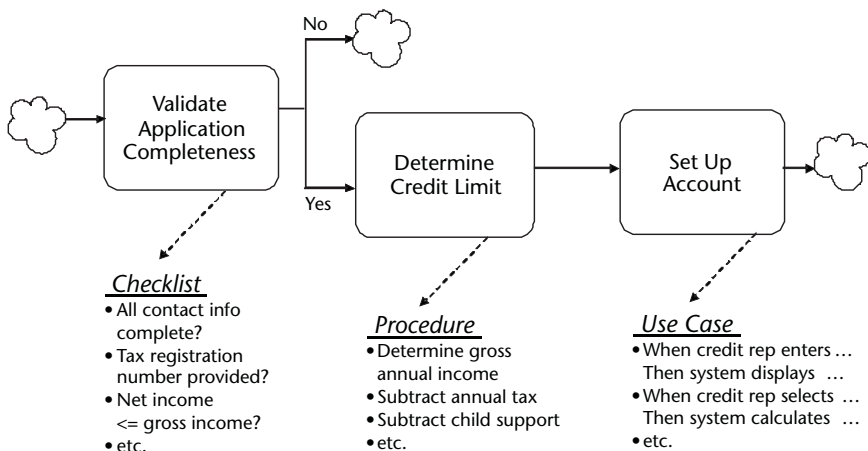 No
Validate
Application
Completeness
Yes
Determine
Credit Limit
Set Up
Account
Checklist
• All contact info
complete?
• Tax registration
number provided?
• Net income
<= gross income?
• etc.
Procedure
• Determine gross
annual income
• Subtract annual tax
• Subtract child support
• etc.
Use Case
• When credit rep enters ...
Then system displays ...
• When credit rep selects ...
Then system calculates ...
• etc.